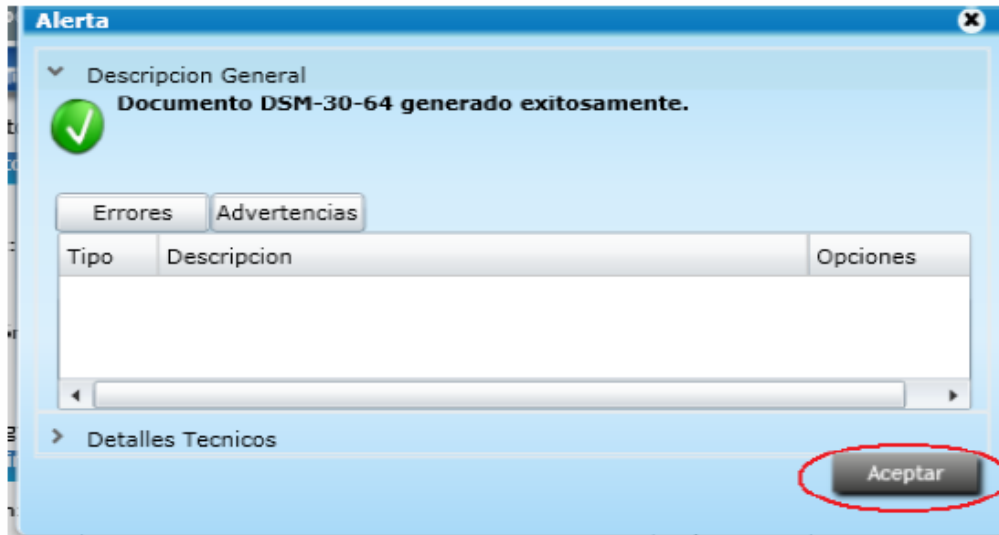 Alerta
Descripcion General
Documento DSM-30-64 generado exitosamente.
Errores Advertencias
Tipo Descripcion Opciones
Detalles Tecnicos
Aceptar